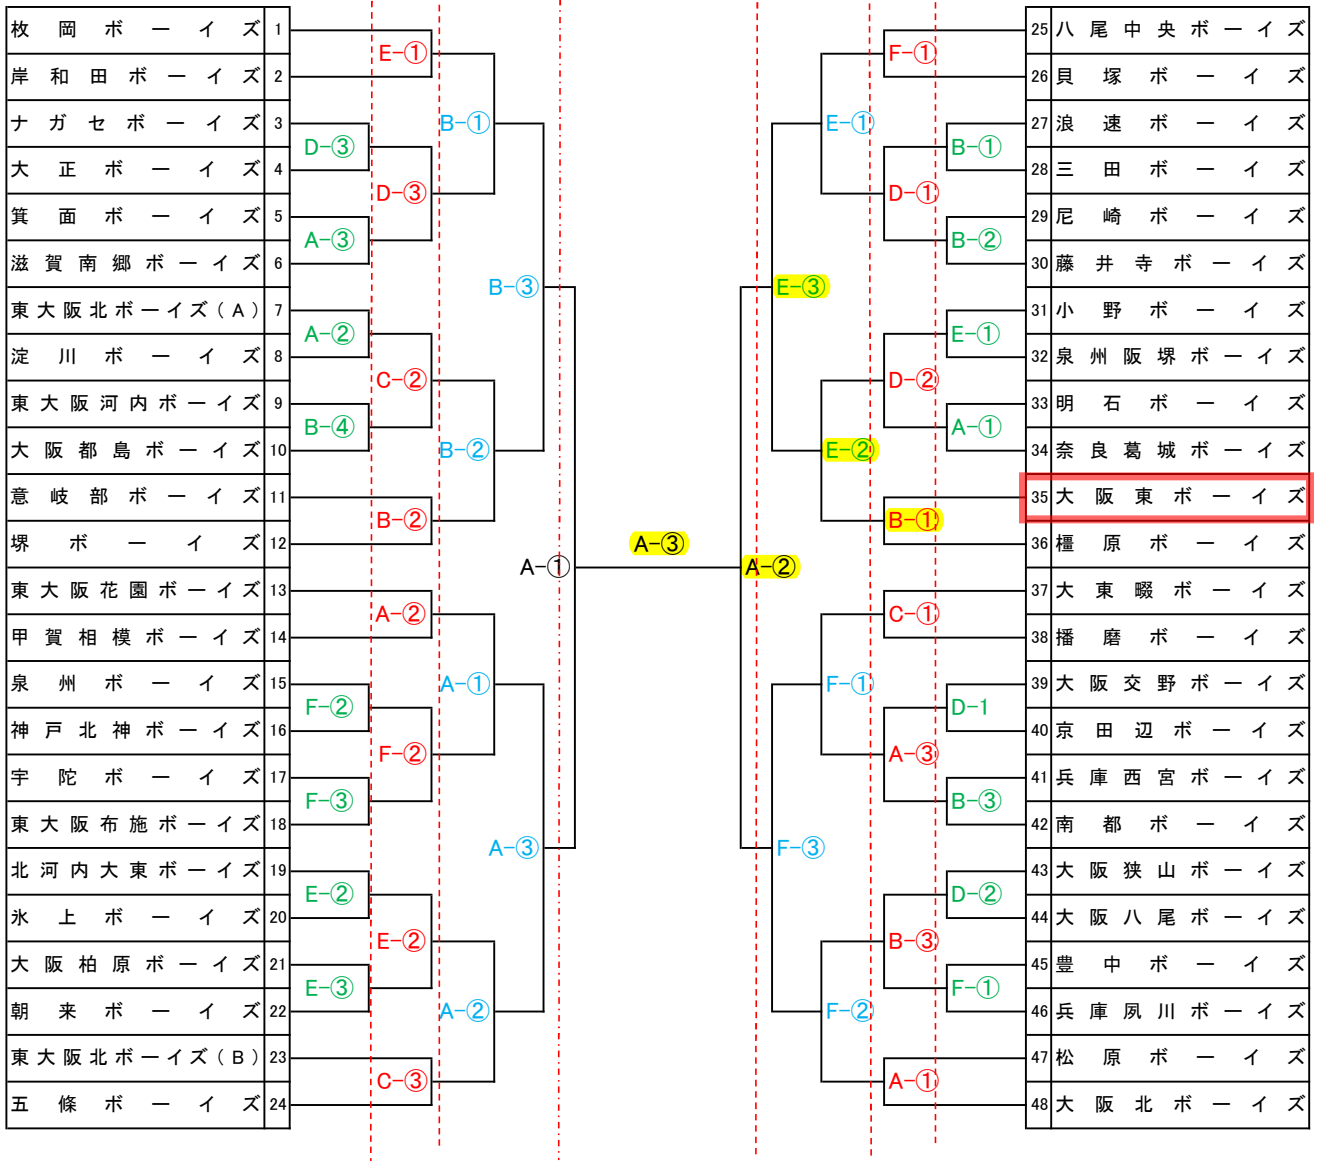 枚岡ボーイズ 1
岸和田ボーイズ 2
ナガセボーイズ 3
大正ボーイズ 4
箕面ボーイズ 5
滋賀南郷ボーイズ 6
東大阪北ボーイズ(A) 7
淀川ボーイズ 8
東大阪河内ボーイズ 9
大阪都島ボーイズ 10
意岐部ボーイズ 11
堺ボーイズ 12
東大阪花園ボーイズ 13
甲賀相模ボーイズ 14
泉州ボーイズ 15
神戸北神ボーイズ 16
宇陀ボーイズ 17
東大阪布施ボーイズ 18
北河内大東ボーイズ 19
氷上ボーイズ 20
大阪柏原ボーイズ 21
朝来ボーイズ 22
東大阪北ボーイズ(B) 23
五條ボーイズ 24
D-③
A-③
A-②
B-④
F-②
F-③
E-②
E-③
E-①
D-③
C-②
B-②
A-②
F-②
E-②
C-③
B-①
B-②
A-①
A-②
B-③
A-③
A-①
A-③
A-②
E-③
F-③
E-①
E-②
F-①
F-②
F-①
D-①
D-②
B-①
C-①
A-③
B-③
A-①
B-①
B-②
E-①
A-①
D-1
B-③
D-②
F-①
25 八尾中央ボーイズ
26 貝塚ボーイズ
27 浪速ボーイズ
28 三田ボーイズ
29 尼崎ボーイズ
30 藤井寺ボーイズ
31 小野ボーイズ
32 泉州阪堺ボーイズ
33 明石ボーイズ
34 奈良葛城ボーイズ
35 大阪東ボーイズ
36 橿原ボーイズ
37 大東畷ボーイズ
38 播磨ボーイズ
39 大阪交野ボーイズ
40 京田辺ボーイズ
41 兵庫西宮ボーイズ
42 南都ボーイズ
43 大阪狭山ボーイズ
44 大阪八尾ボーイズ
45 豊中ボーイズ
46 兵庫夙川ボーイズ
47 松原ボーイズ
48 大阪北ボーイズ